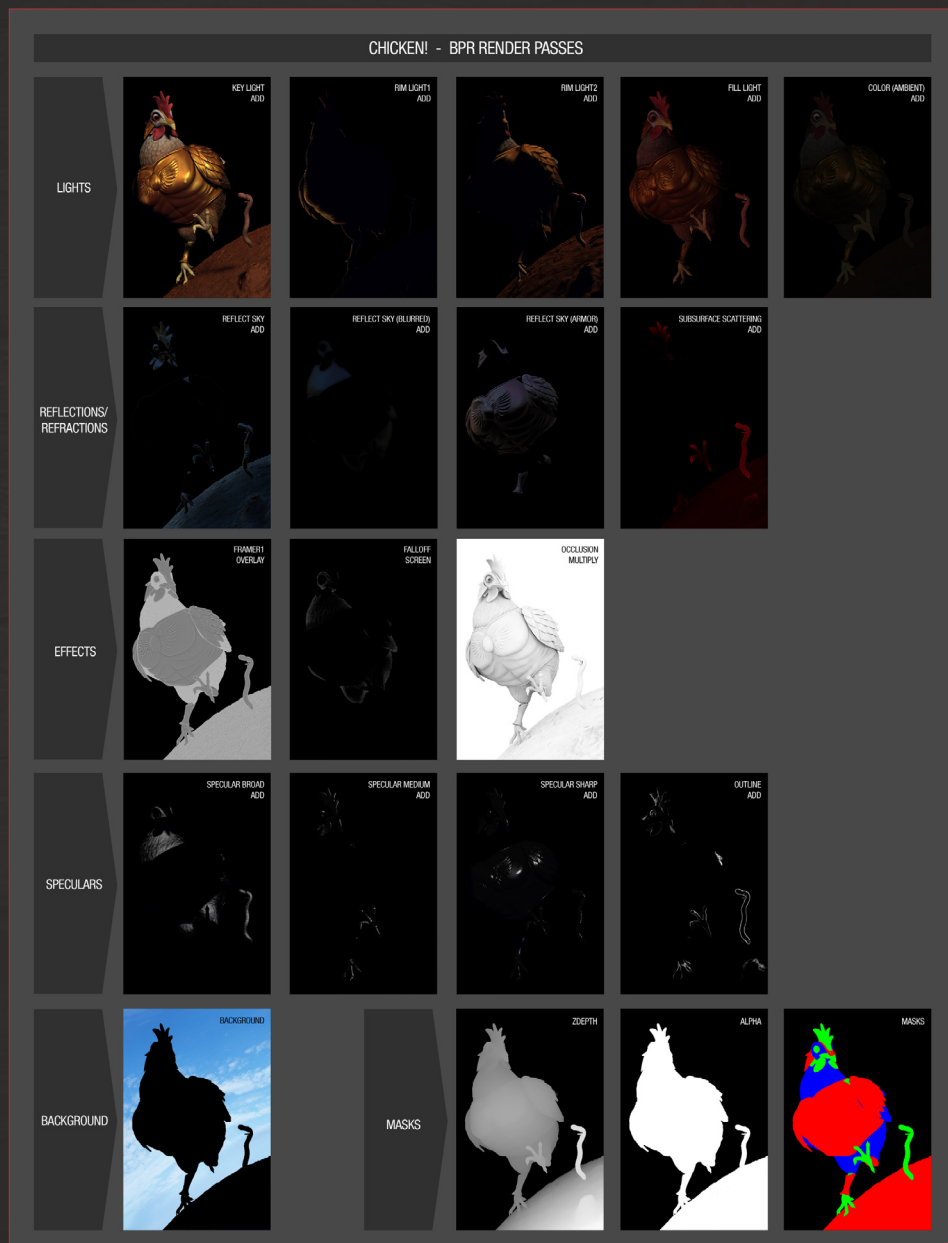 CHICKEN! - BPR RENDER PASSES
LIGHTS
KEY LIGHT
ADD
RIM LIGHT1
ADD
RIM LIGHT2
ADD
FILL LIGHT
ADD
COLOR (AMBIENT)
ADD
REFLECTIONS/
REFRACTIONS
REFLECT SKY
ADD
REFLECT SKY (BLURRED)
ADD
REFLECT SKY (ARMOR)
ADD
SUBSURFACE SCATTERING
ADD
EFFECTS
FRAMER1
OVERLAY
FALLOFF
SCREEN
OCCLUSION
MULTIPLY
SPECULARS
SPECULAR BROAD
ADD
SPECULAR MEDIUM
ADD
SPECULAR SHARP
ADD
OUTLINE
ADD
BACKGROUND
BACKGROUND
MASKS
ZDEPTH
ALPHA
MASKS